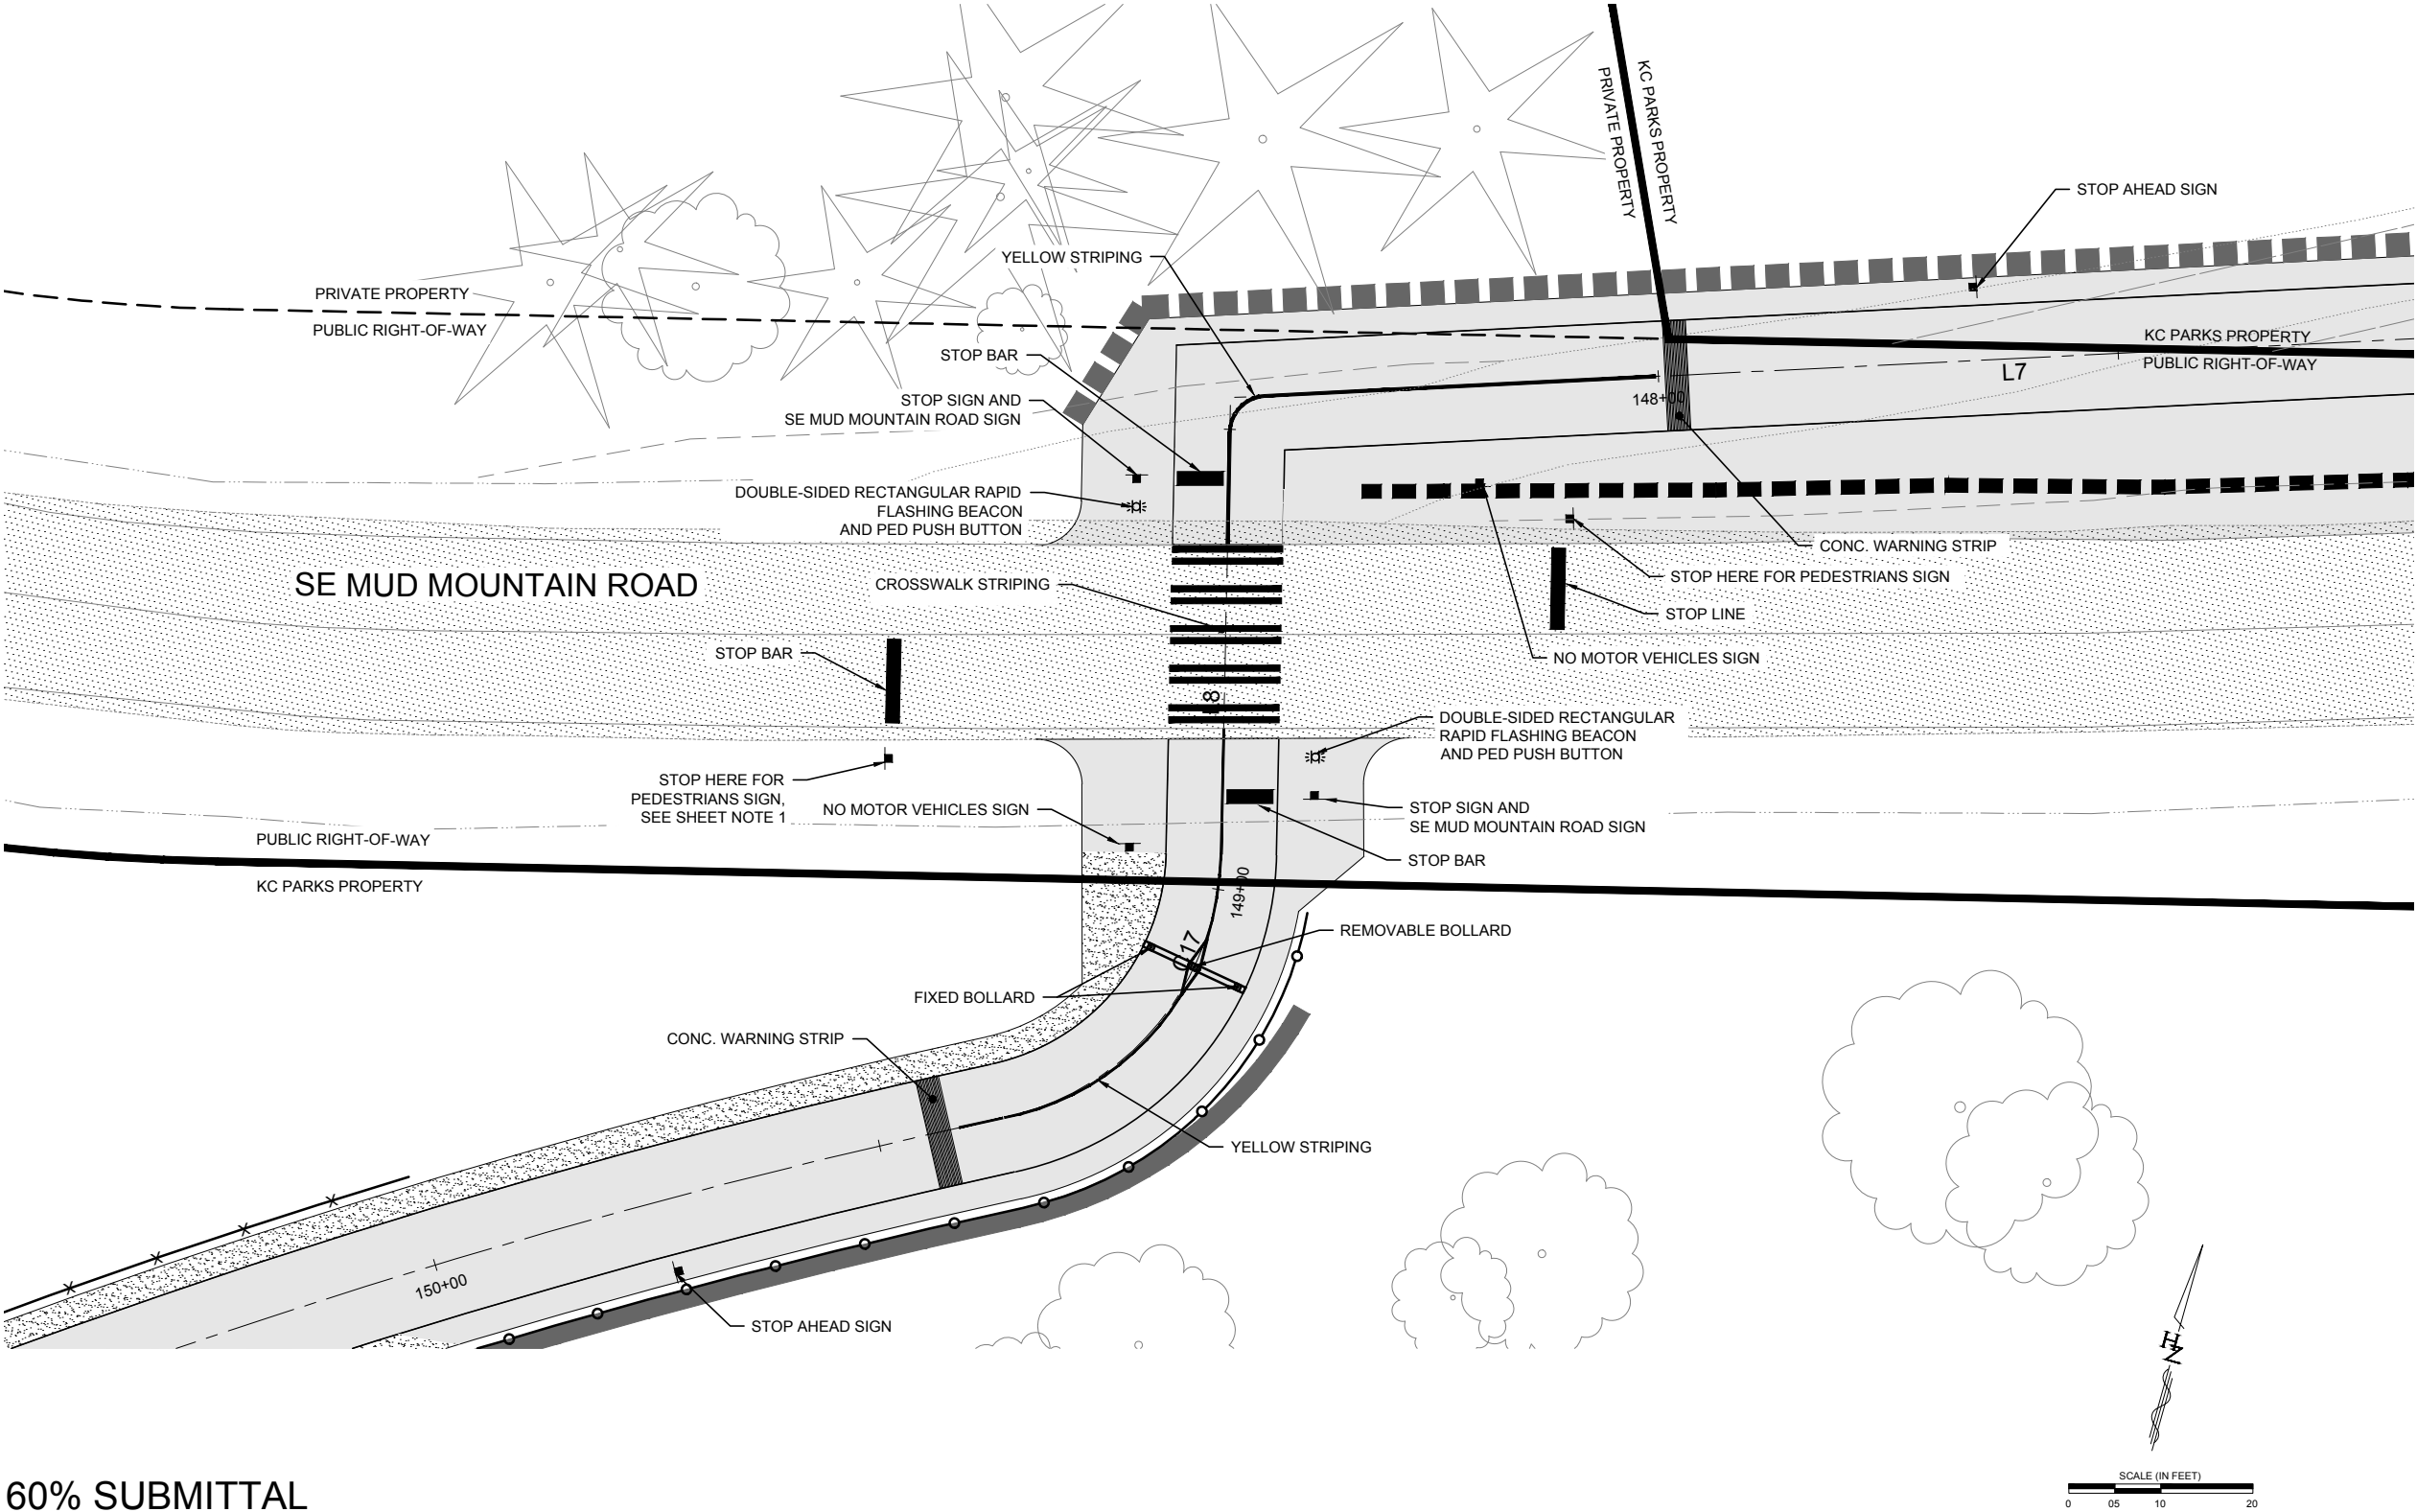 KC PARKS PROPERTY
PRIVATE PROPERTY
STOP AHEAD SIGN
YELLOW STRIPING
PRIVATE PROPERTY
PUBLIC RIGHT-OF-WAY
KC PARKS PROPERTY
PUBLIC RIGHT-OF-WAY
STOP BAR
L7
148+00
STOP SIGN AND
SE MUD MOUNTAIN ROAD SIGN
DOUBLE-SIDED RECTANGULAR RAPID
FLASHING BEACON
AND PED PUSH BUTTON
CONC. WARNING STRIP
SE MUD MOUNTAIN ROAD
CROSSWALK STRIPING
STOP HERE FOR PEDESTRIANS SIGN
STOP LINE
STOP BAR
NO MOTOR VEHICLES SIGN
L8
DOUBLE-SIDED RECTANGULAR
RAPID FLASHING BEACON
AND PED PUSH BUTTON
STOP HERE FOR
PEDESTRIANS SIGN,
SEE SHEET NOTE 1
NO MOTOR VEHICLES SIGN
STOP SIGN AND
SE MUD MOUNTAIN ROAD SIGN
PUBLIC RIGHT-OF-WAY
KC PARKS PROPERTY
STOP BAR
149+00
C17
REMOVABLE BOLLARD
FIXED BOLLARD
CONC. WARNING STRIP
YELLOW STRIPING
150+00
STOP AHEAD SIGN
N
SCALE (IN FEET)
0 05 10 20
60% SUBMITTAL